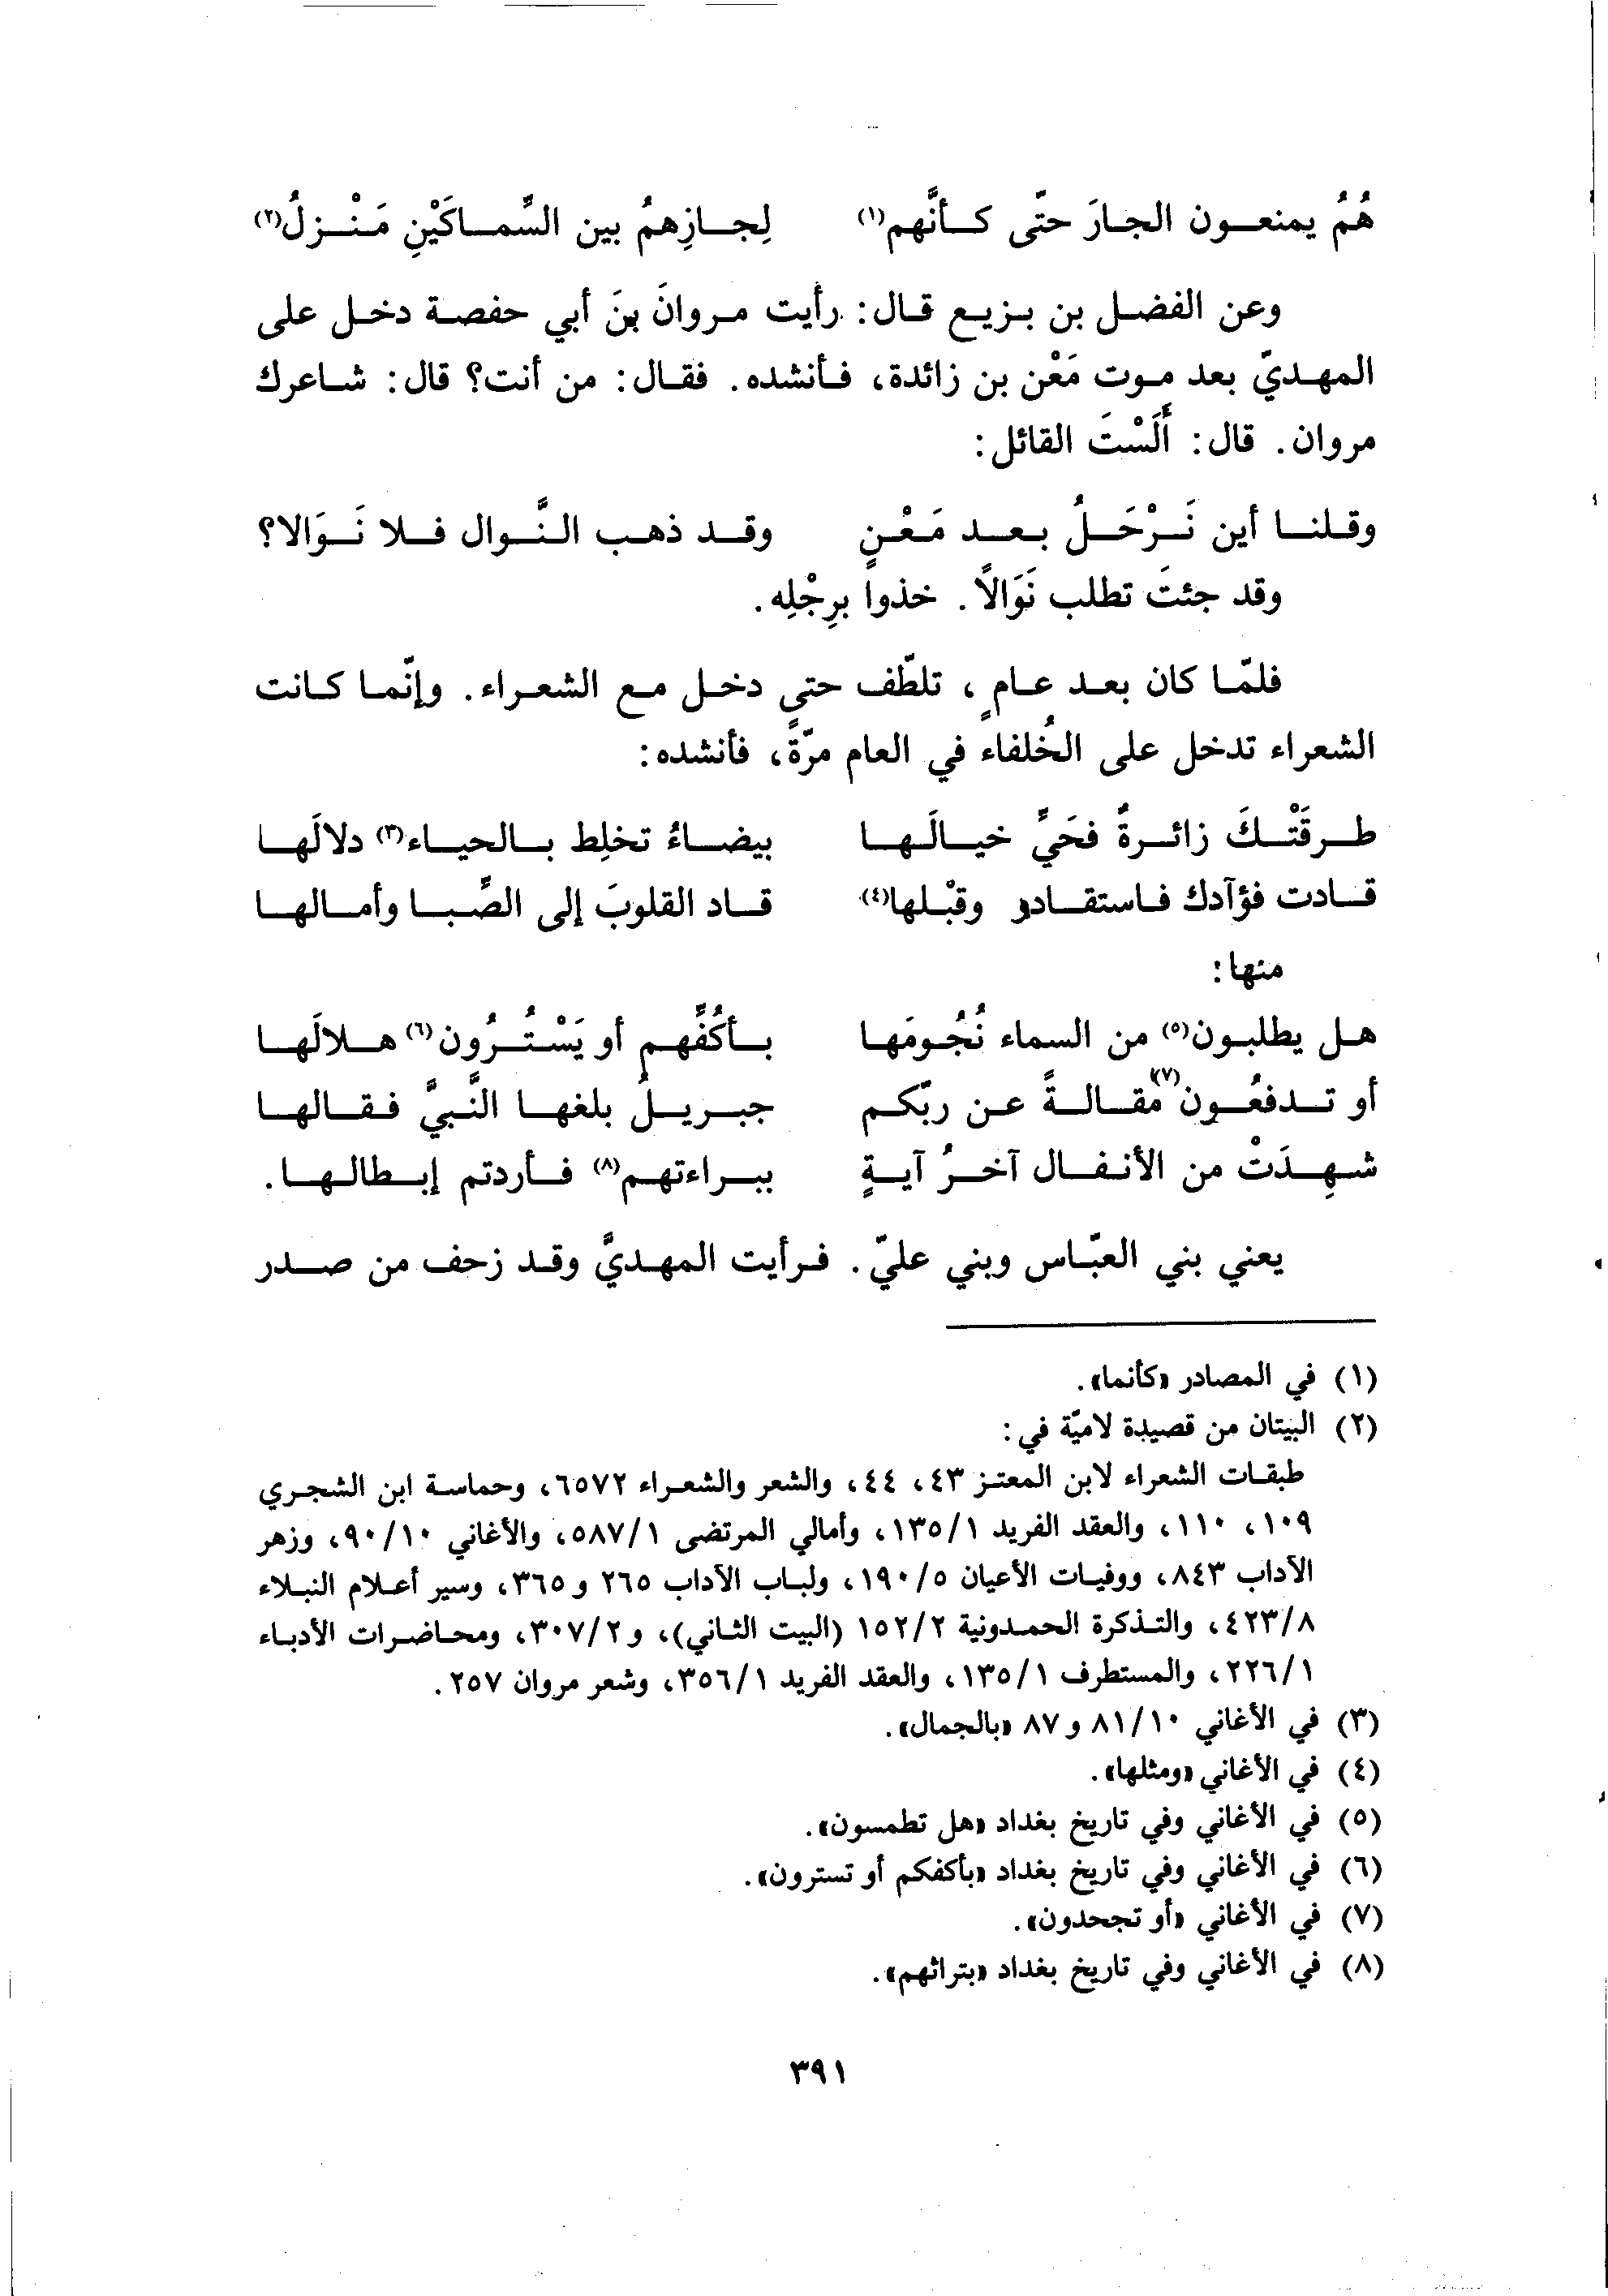 هُمُ يمنعون الجارَ حتّى كأنَّهم(١) لِجازِهمُ بين السِّماكَيْنِ مَنْزِلُ(٢)
وعن الفضل بن بزيع قال: رأيت مروانَ بنَ أبي حفصة دخل على
المهديّ بعد موت مَعْن بن زائدة، فأنشده. فقال: من أنت؟ قال: شاعرك
مروان. قال: أَلَسْتَ القائل:
وقلنا أين نَرْحَلُ بعد مَعْنٍ وقد ذهب النَّوال فلا نَوَالا؟
وقد جئتَ تطلب نَوَالاً. خذوا برِجْلِه.
فلمّا كان بعد عامٍ، تلطّف حتى دخل مع الشعراء. وإنّما كانت
الشعراء تدخل على الخُلفاء في العام مرّةً، فأنشده:
طرقَتْكَ زائرةً فحَيِّ خيالَها بيضاءُ تخلِط بالحياء(٣) دلالَها
قادت فؤآدك فاستقادو وقبْلها(٤) قاد القلوبَ إلى الصِّبا وأمالها
منها:
هل يطلبون(٥) من السماء نُجُومَها بأكُفِّهم أو يَسْتُرُون(٦) هلالَها
أو تدفعُون(٧) مقالةً عن ربّكم جبريلُ بلغها النَّبيَّ فقالها
شهِدَتْ من الأنفال آخرُ آيةٍ ببراءتهم(٨) فأردتم إبطالها.
يعني بني العبّاس وبني عليّ. فرأيت المهديَّ وقد زحف من صدر
(١) في المصادر «كأنما».
(٢) البيتان من قصيدة لاميّة في:
طبقات الشعراء لابن المعتز ٤٣، ٤٤، والشعر والشعراء ٦٥٧٢، وحماسة ابن الشجري
١٠٩، ١١٠، والعقد الفريد ١٣٥/١، وأمالي المرتضى ٥٨٧/١، والأغاني ٩٠/١٠، وزهر
الآداب ٨٤٣، ووفيات الأعيان ١٩٠/٥، ولباب الآداب ٢٦٥ و٣٦٥، وسير أعلام النبلاء
٤٢٣/٨، والتذكرة الحمدونية ١٥٢/٢ (البيت الثاني)، و٣٠٧/٢، ومحاضرات الأدباء
٢٢٦/١، والمستطرف ١٣٥/١، والعقد الفريد ٣٥٦/١، وشعر مروان ٢٥٧.
(٣) في الأغاني ٨١/١٠ و٨٧ «بالجمال».
(٤) في الأغاني «ومثلها».
(٥) في الأغاني وفي تاريخ بغداد «هل تطمسون».
(٦) في الأغاني وفي تاريخ بغداد «بأكفكم أو تسترون».
(٧) في الأغاني «أو تجحدون».
(٨) في الأغاني وفي تاريخ بغداد «بتراثهم».
٣٩١